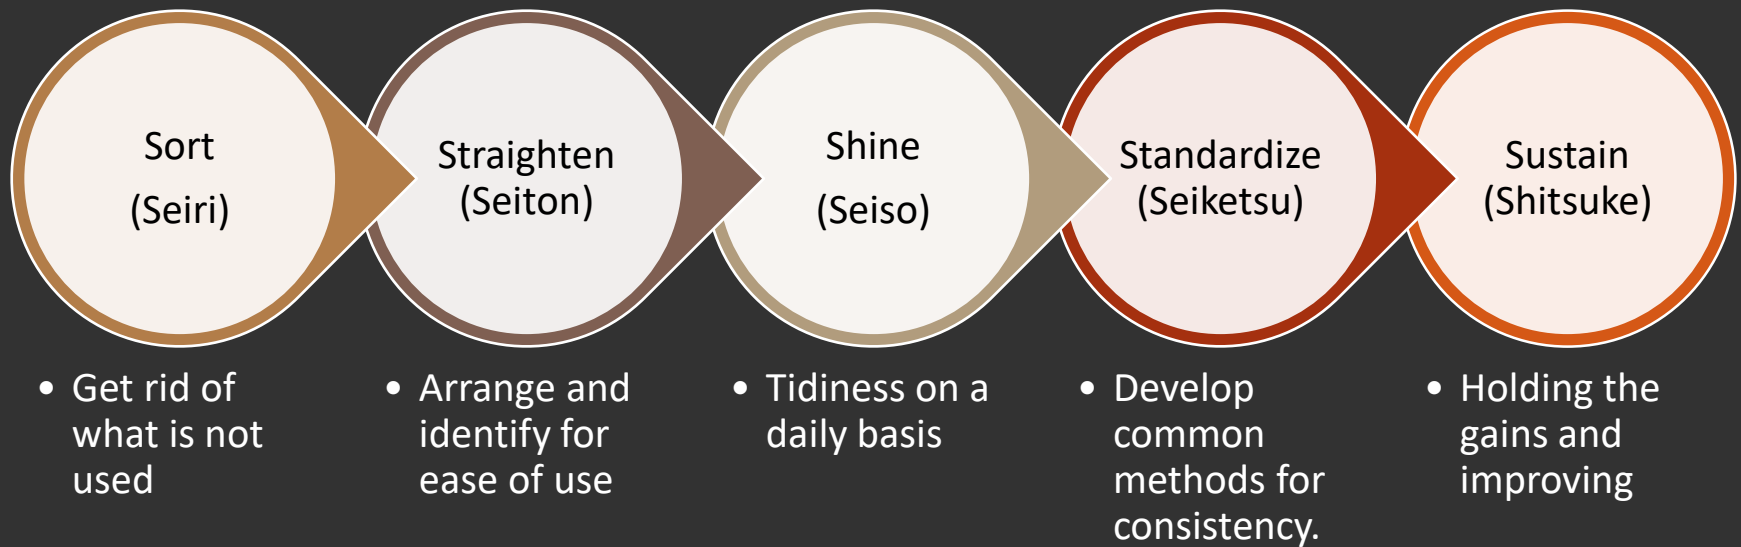 Sort
(Seiri)
Straighten
(Seiton)
Shine
(Seiso)
Standardize
(Seiketsu)
Sustain
(Shitsuke)
• Get rid of
what is not
used
• Arrange and
identify for
ease of use
• Tidiness on a
daily basis
• Develop
common
methods for
consistency.
• Holding the
gains and
improving